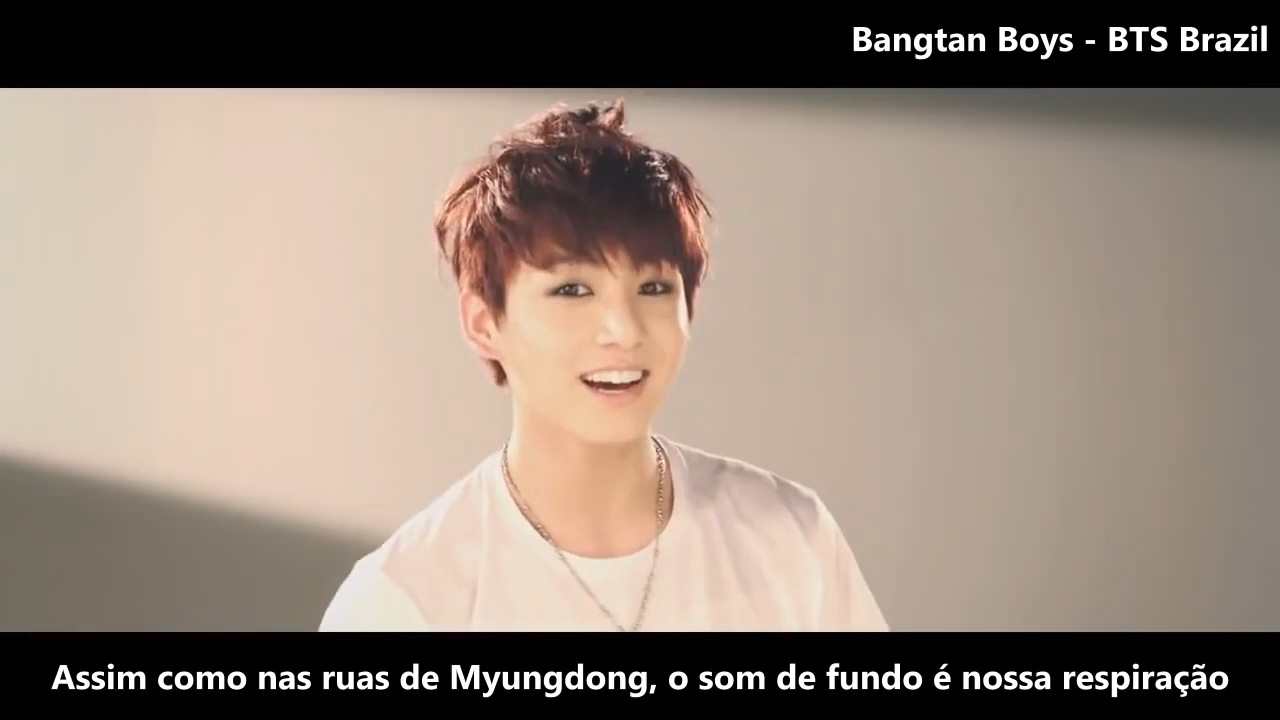 Bangtan Boys - BTS Brazil
Assim como nas ruas de Myungdong, o som de fundo é nossa respiração